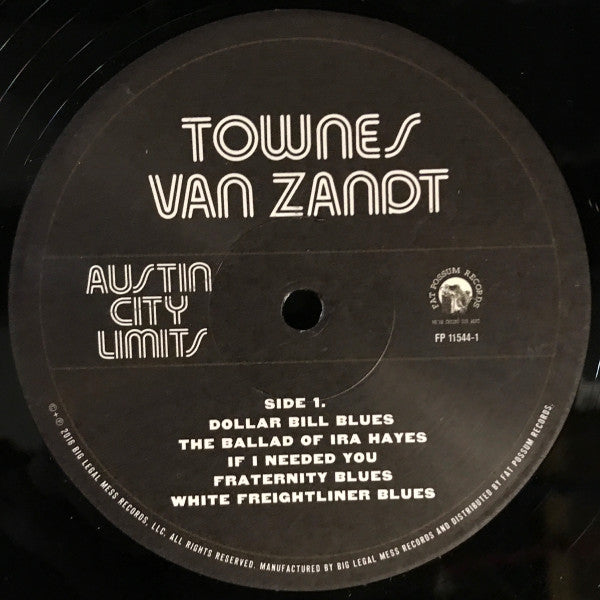 TOWNES
VAN ZANDT
AUSTIN
CITY
LIMITS
FAT POSSUM RECORDS
FP 11544-1
SIDE 1.
DOLLAR BILL BLUES
THE BALLAD OF IRA HAYES
IF I NEEDED YOU
FRATERNITY BLUES
WHITE FREIGHTLINER BLUES
©+℗ 2016 BIG LEGAL MESS RECORDS, LLC. ALL RIGHTS RESERVED. MANUFACTURED BY BIG LEGAL MESS RECORDS AND DISTRIBUTED BY FAT POSSUM RECORDS.